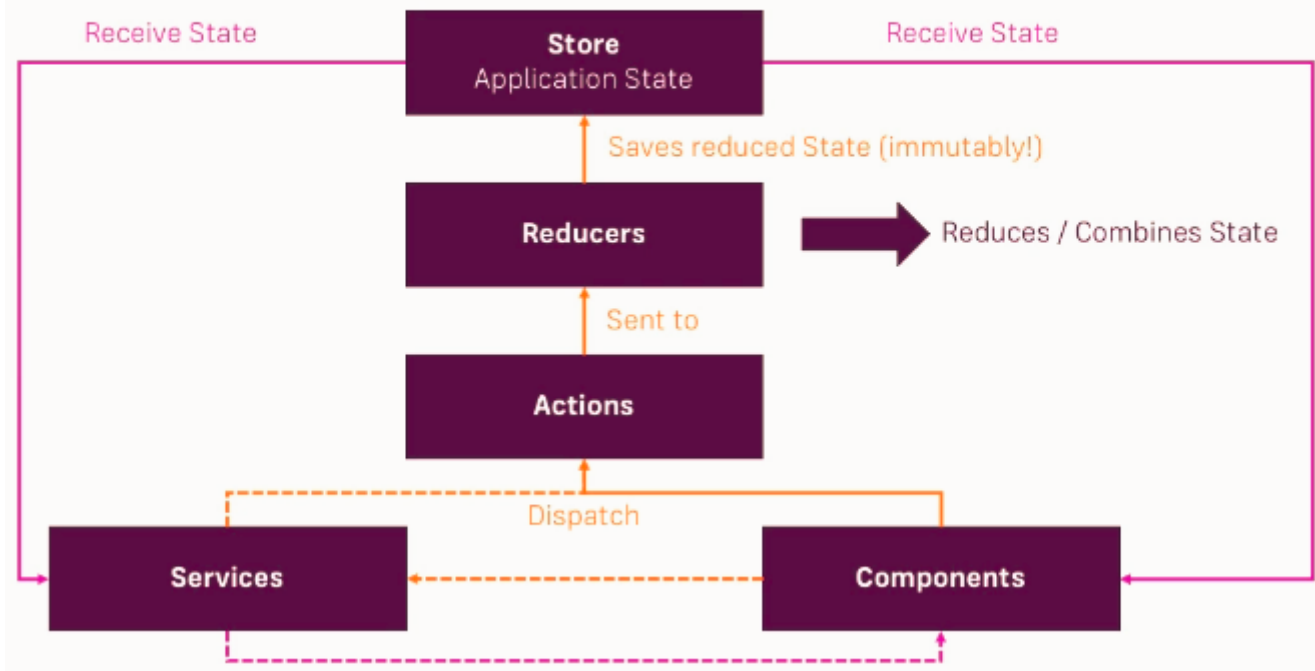 Receive State
Store
Application State
Receive State
Saves reduced State (immutably!)
Reducers
Reduces / Combines State
Sent to
Actions
Dispatch
Services
Components